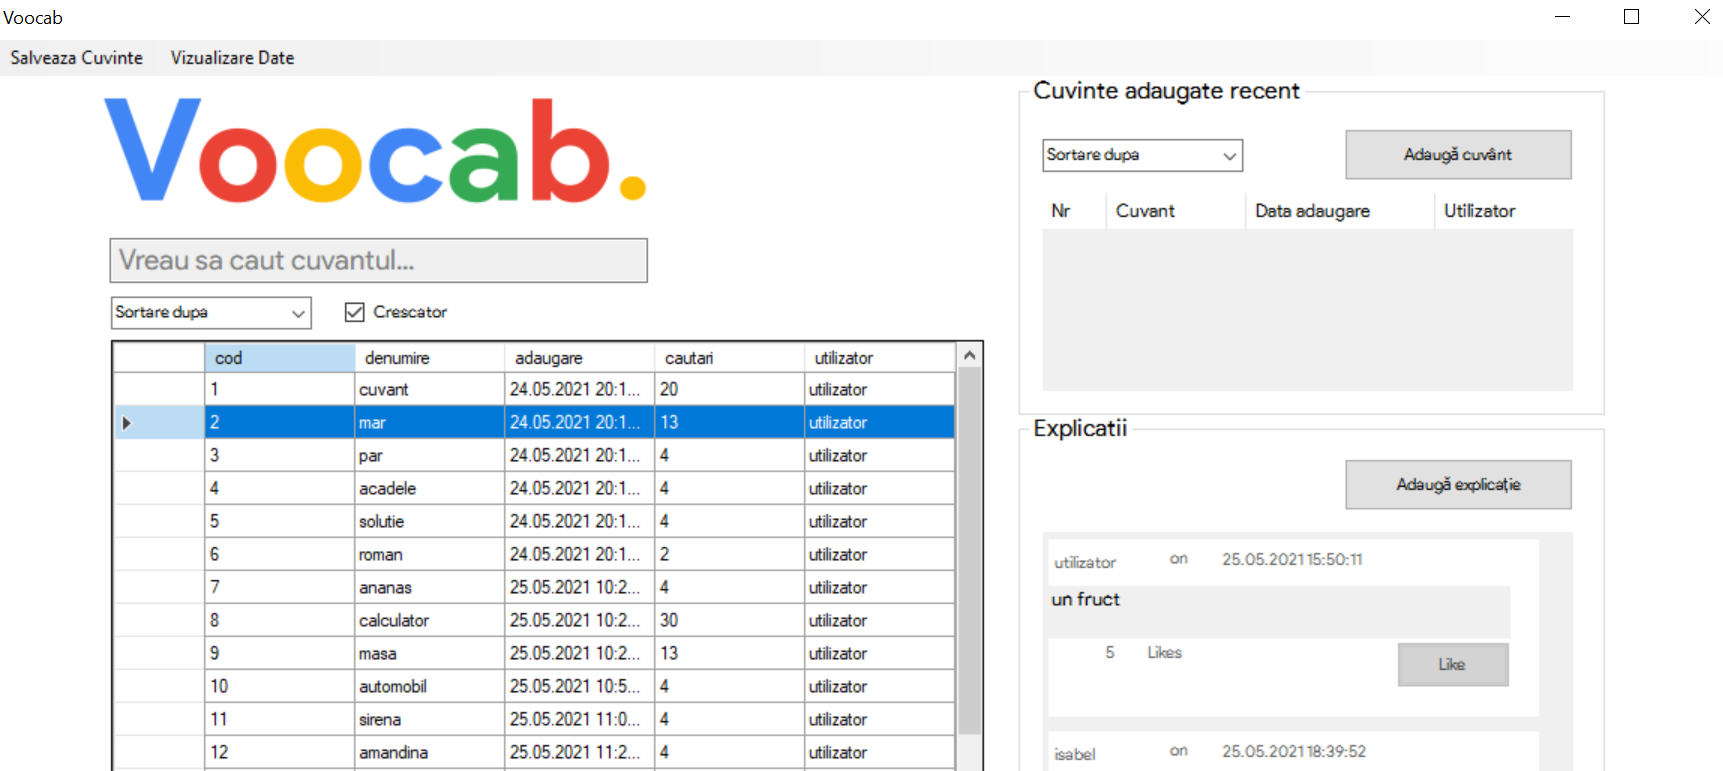 Voocab
Salveaza Cuvinte Vizualizare Date
Voocab.
Vreau sa caut cuvantul...
Sortare dupa Crescator
cod denumire adaugare cautari utilizator
1 cuvant 24.05.2021 20:1... 20 utilizator
2 mar 24.05.2021 20:1... 13 utilizator
3 par 24.05.2021 20:1... 4 utilizator
4 acadele 24.05.2021 20:1... 4 utilizator
5 solutie 24.05.2021 20:1... 4 utilizator
6 roman 24.05.2021 20:1... 2 utilizator
7 ananas 25.05.2021 10:2... 4 utilizator
8 calculator 25.05.2021 10:2... 30 utilizator
9 masa 25.05.2021 10:2... 13 utilizator
10 automobil 25.05.2021 10:5... 4 utilizator
11 sirena 25.05.2021 11:0... 4 utilizator
12 amandina 25.05.2021 11:2... 4 utilizator
Cuvinte adaugate recent
Sortare dupa Adaugă cuvânt
Nr Cuvant Data adaugare Utilizator
Explicatii
Adaugă explicație
utilizator on 25.05.2021 15:50:11
un fruct
5 Likes Like
isabel on 25.05.2021 18:39:52